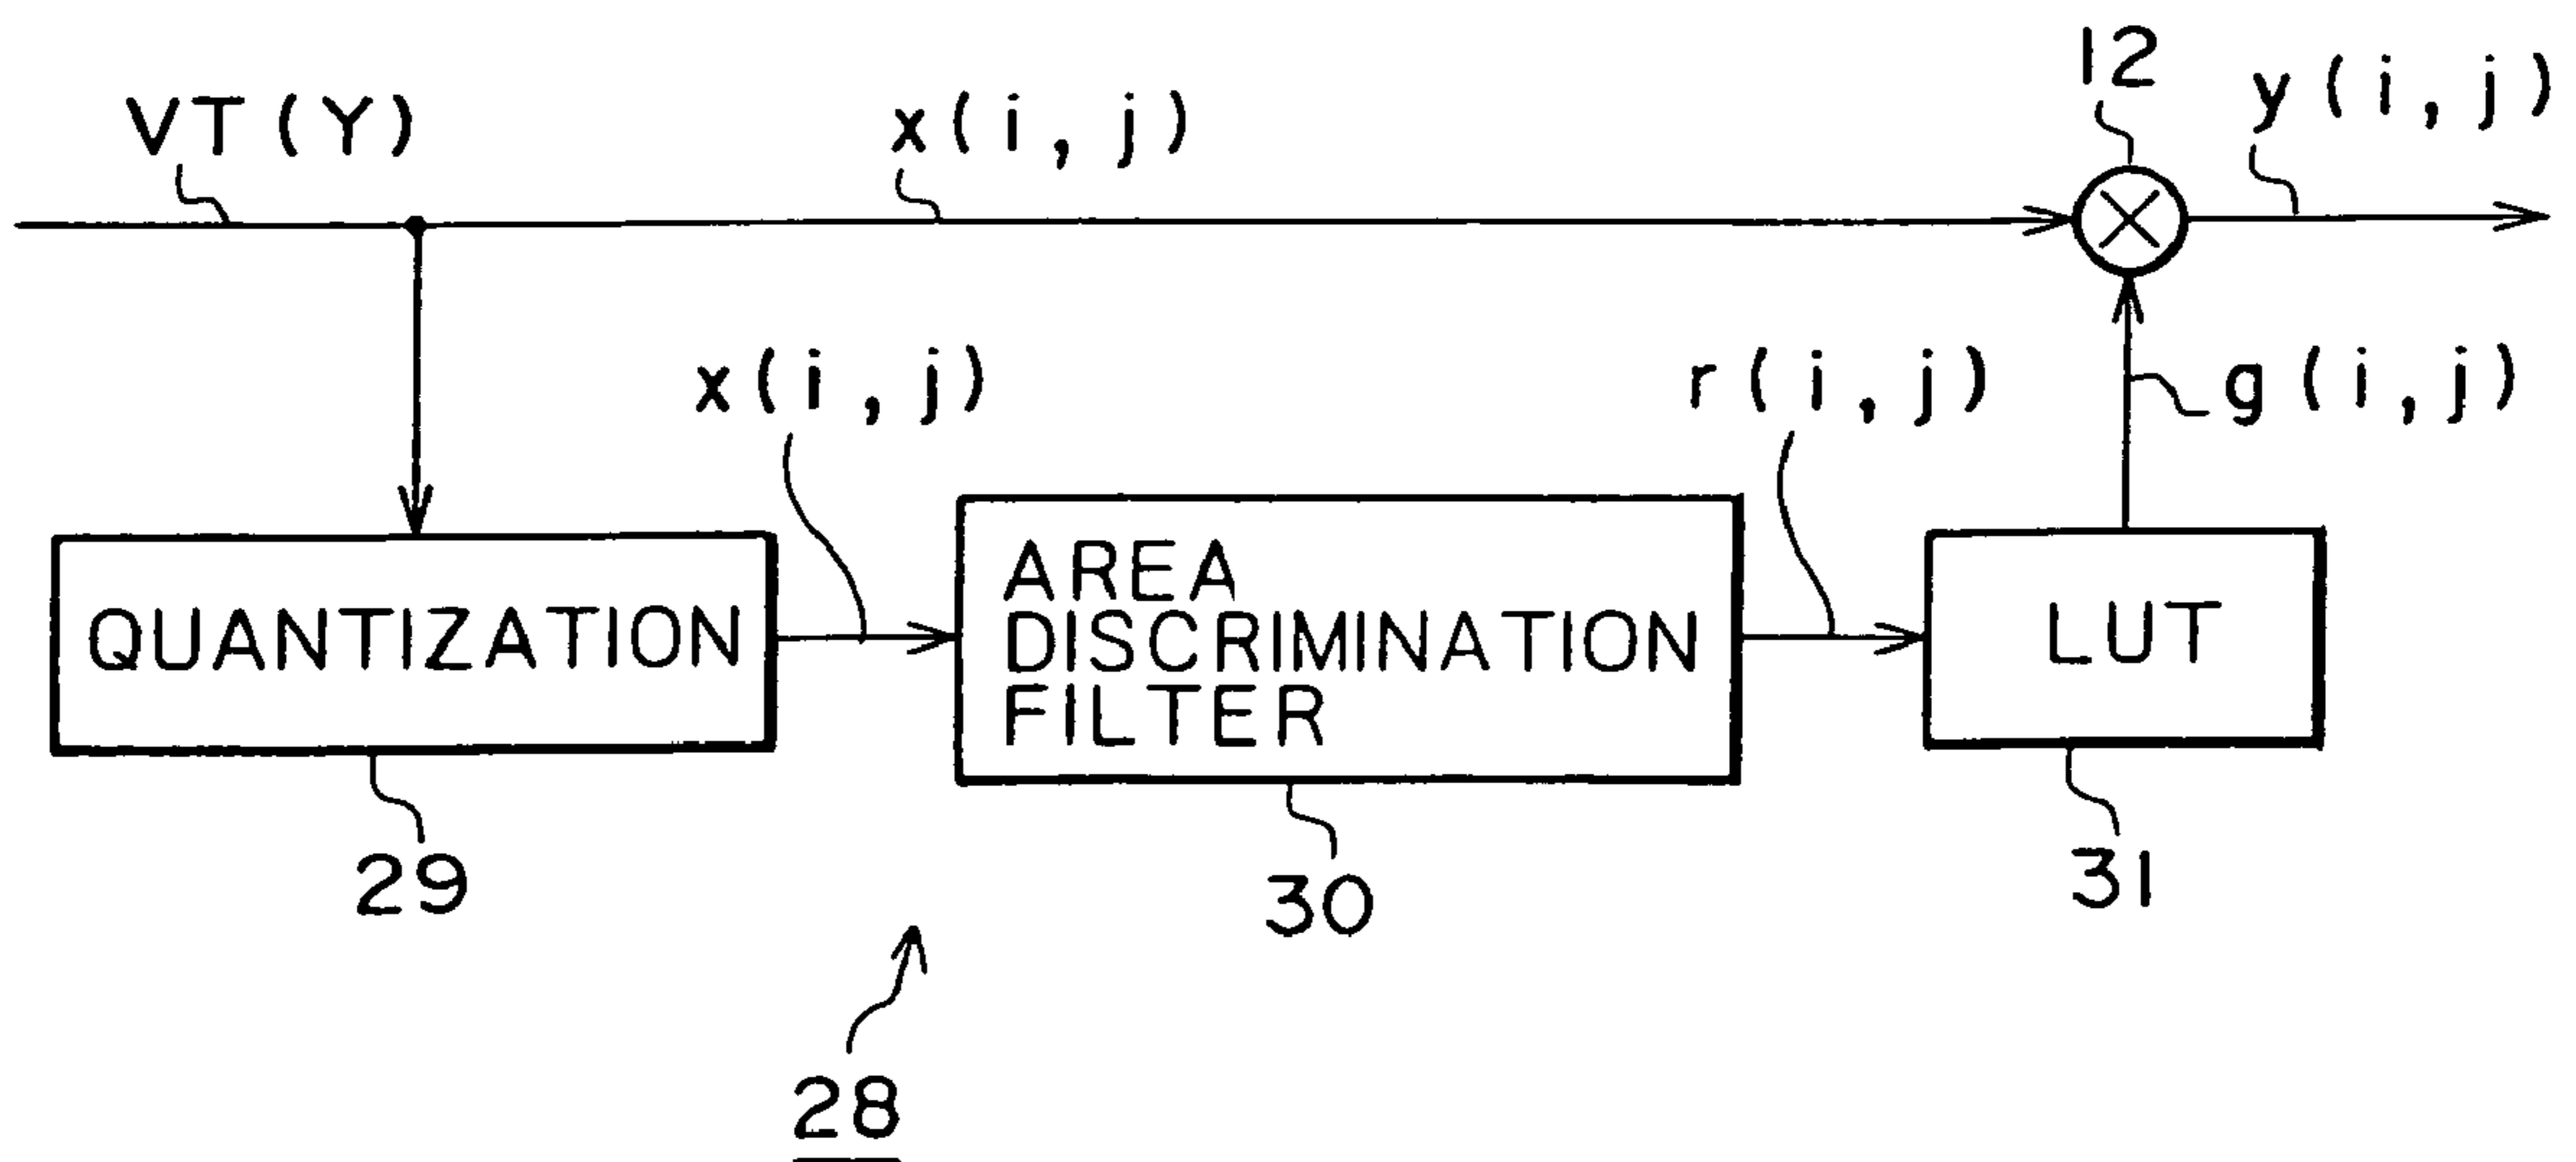 12
VT(Y)
x(i, j)
y(i, j)
x(i, j)
r(i, j)
g(i, j)
QUANTIZATION
AREA
DISCRIMINATION
FILTER
LUT
29
30
31
28